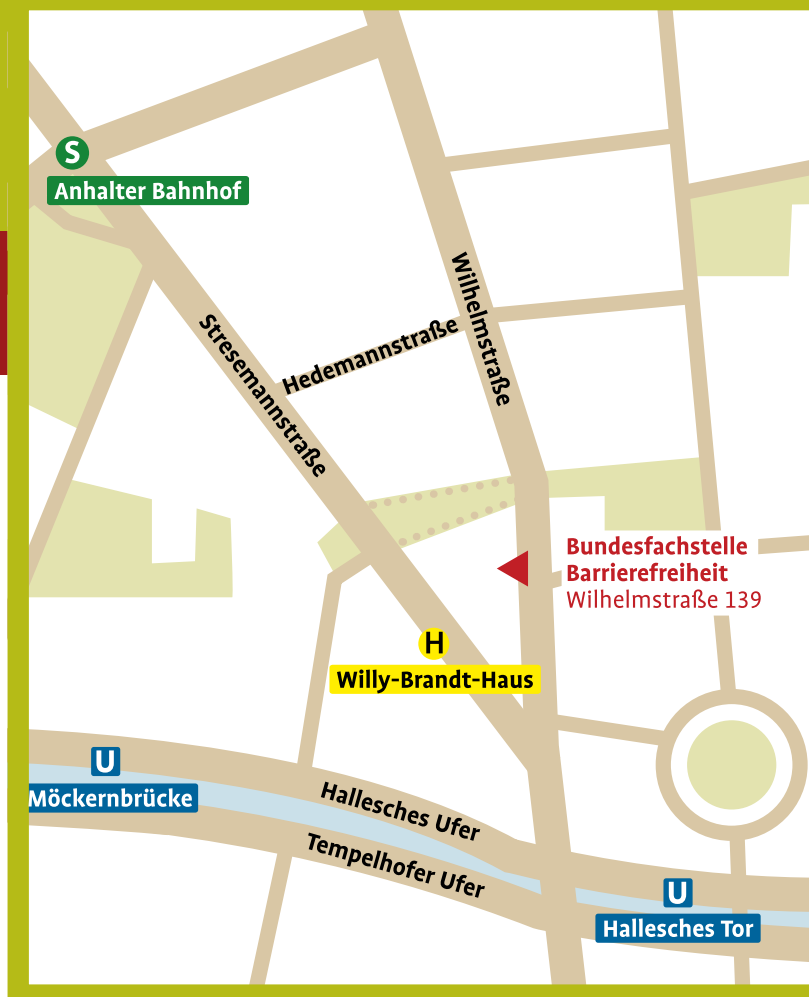 S
Anhalter Bahnhof
Wilhelmstraße
Stresemannstraße
Hedemannstraße
Bundesfachstelle
Barrierefreiheit
Wilhelmstraße 139
H
Willy-Brandt-Haus
U
Möckernbrücke
Hallesches Ufer
Tempelhofer Ufer
U
Hallesches Tor